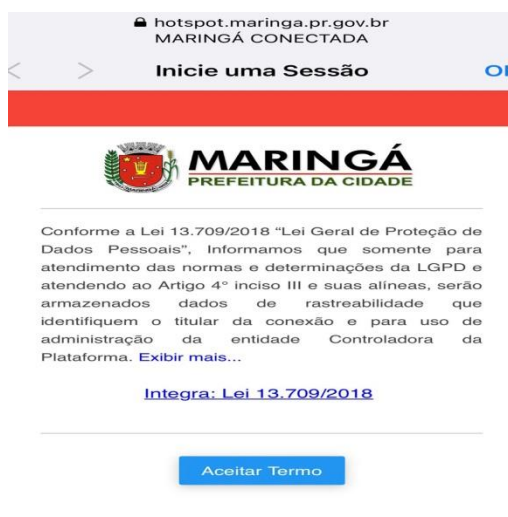 hotspot.maringa.pr.gov.br
MARINGÁ CONECTADA
Inicie uma Sessão
MARINGÁ
PREFEITURA DA CIDADE
Conforme a Lei 13.709/2018 “Lei Geral de Proteção de
Dados Pessoais”, Informamos que somente para
atendimento das normas e determinações da LGPD e
atendendo ao Artigo 4° inciso III e suas alíneas, serão
armazenados dados de rastreabilidade que
identifiquem o titular da conexão e para uso de
administração da entidade Controladora da
Plataforma. Exibir mais...
Integra: Lei 13.709/2018
Aceitar Termo